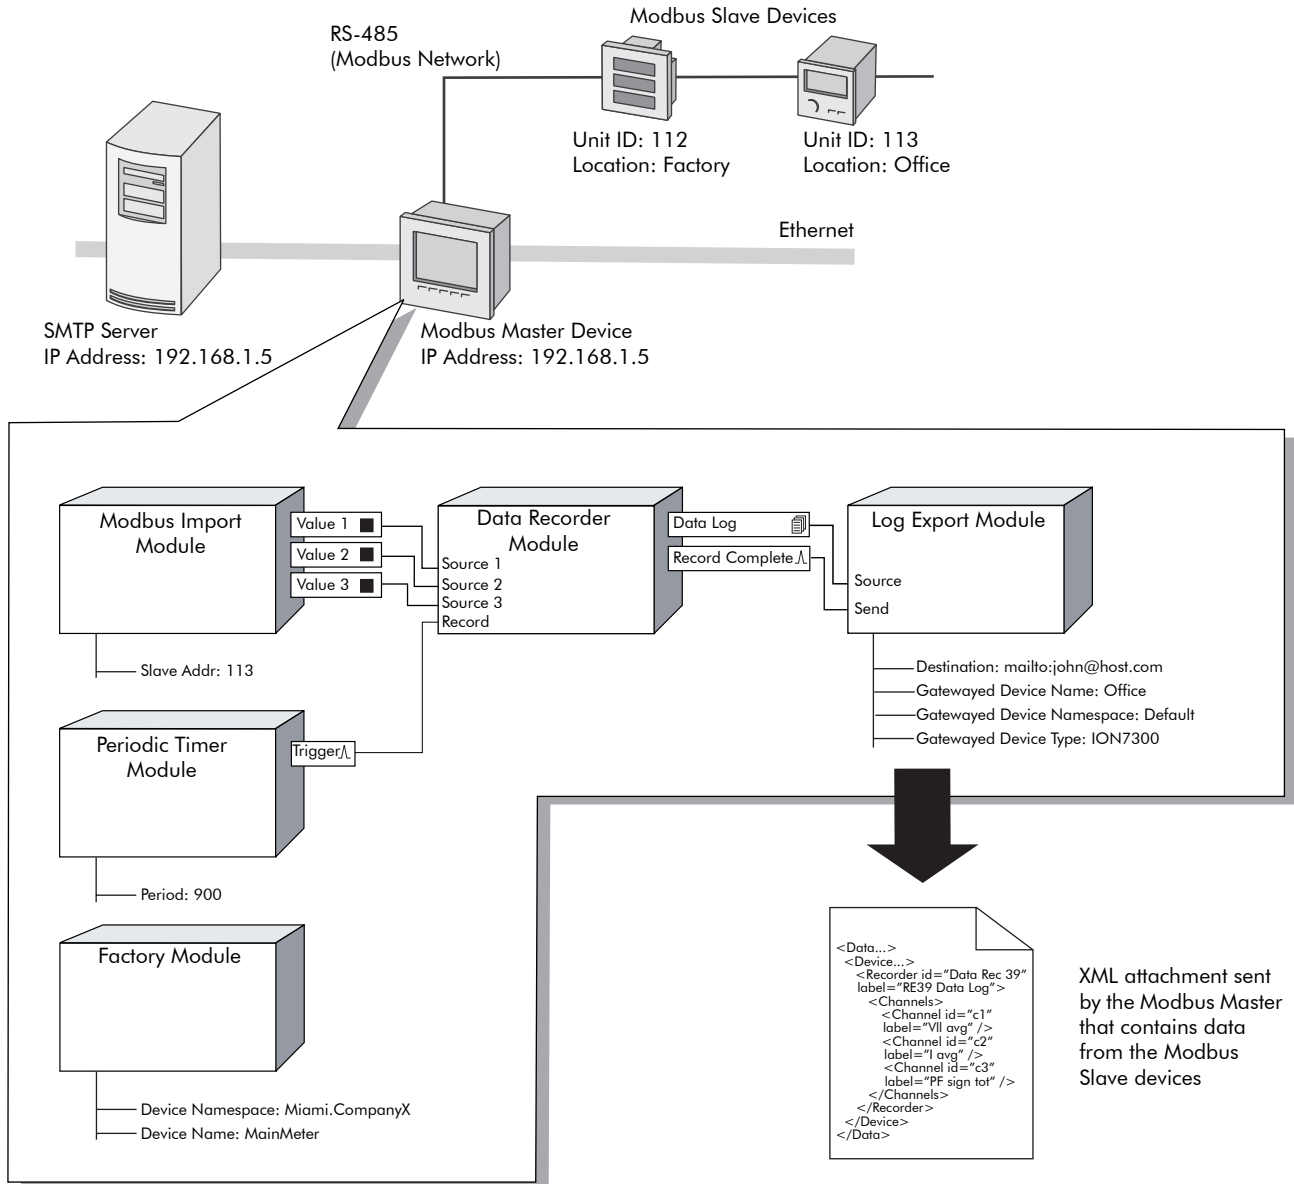 Modbus Slave Devices
RS-485
(Modbus Network)
Unit ID: 112
Location: Factory
Unit ID: 113
Location: Office
Ethernet
SMTP Server
IP Address: 192.168.1.5
Modbus Master Device
IP Address: 192.168.1.5
Modbus Import
Module
Value 1
Value 2
Value 3
Slave Addr: 113
Data Recorder
Module
Source 1
Source 2
Source 3
Record
Data Log
Record Complete
Log Export Module
Source
Send
Destination: mailto:john@host.com
Gatewayed Device Name: Office
Gatewayed Device Namespace: Default
Gatewayed Device Type: ION7300
Periodic Timer
Module
Trigger
Period: 900
Factory Module
Device Namespace: Miami.CompanyX
Device Name: MainMeter
<Data...>
<Device...>
<Recorder id="Data Rec 39"
label="RE39 Data Log">
<Channels>
<Channel id="c1"
label="Vll avg" />
<Channel id="c2"
label="I avg" />
<Channel id="c3"
label="PF sign tot" />
</Channels>
</Recorder>
</Device>
</Data>
XML attachment sent
by the Modbus Master
that contains data
from the Modbus
Slave devices